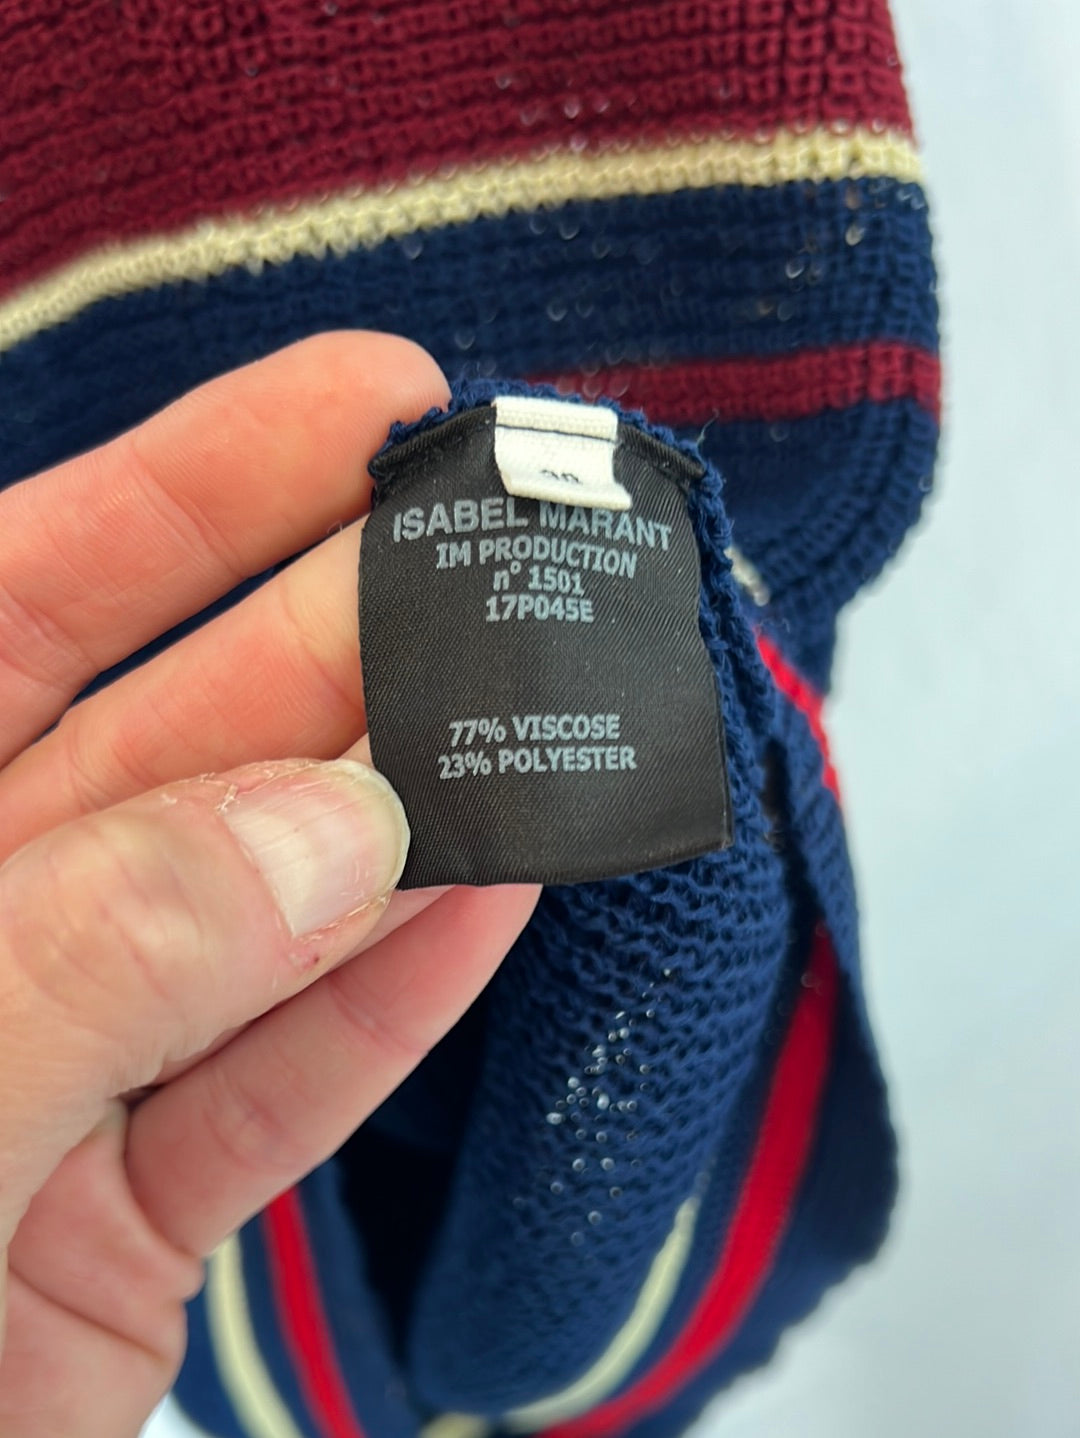 ISABEL MARANT
IM PRODUCTION
n° 1501
17P045E
77% VISCOSE
23% POLYESTER